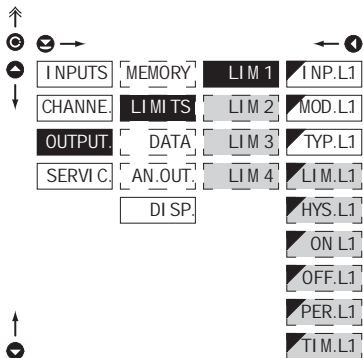 INPUTS MEMORY LIM 1 INP.L1
CHANNE. LIMITS LIM 2 MOD.L1
OUTPUT. DATA LIM 3 TYP.L1
SERVIC. AN.OUT. LIM 4 LIM.L1
DISP. HYS.L1
ON L1
OFF.L1
PER.L1
TIM.L1